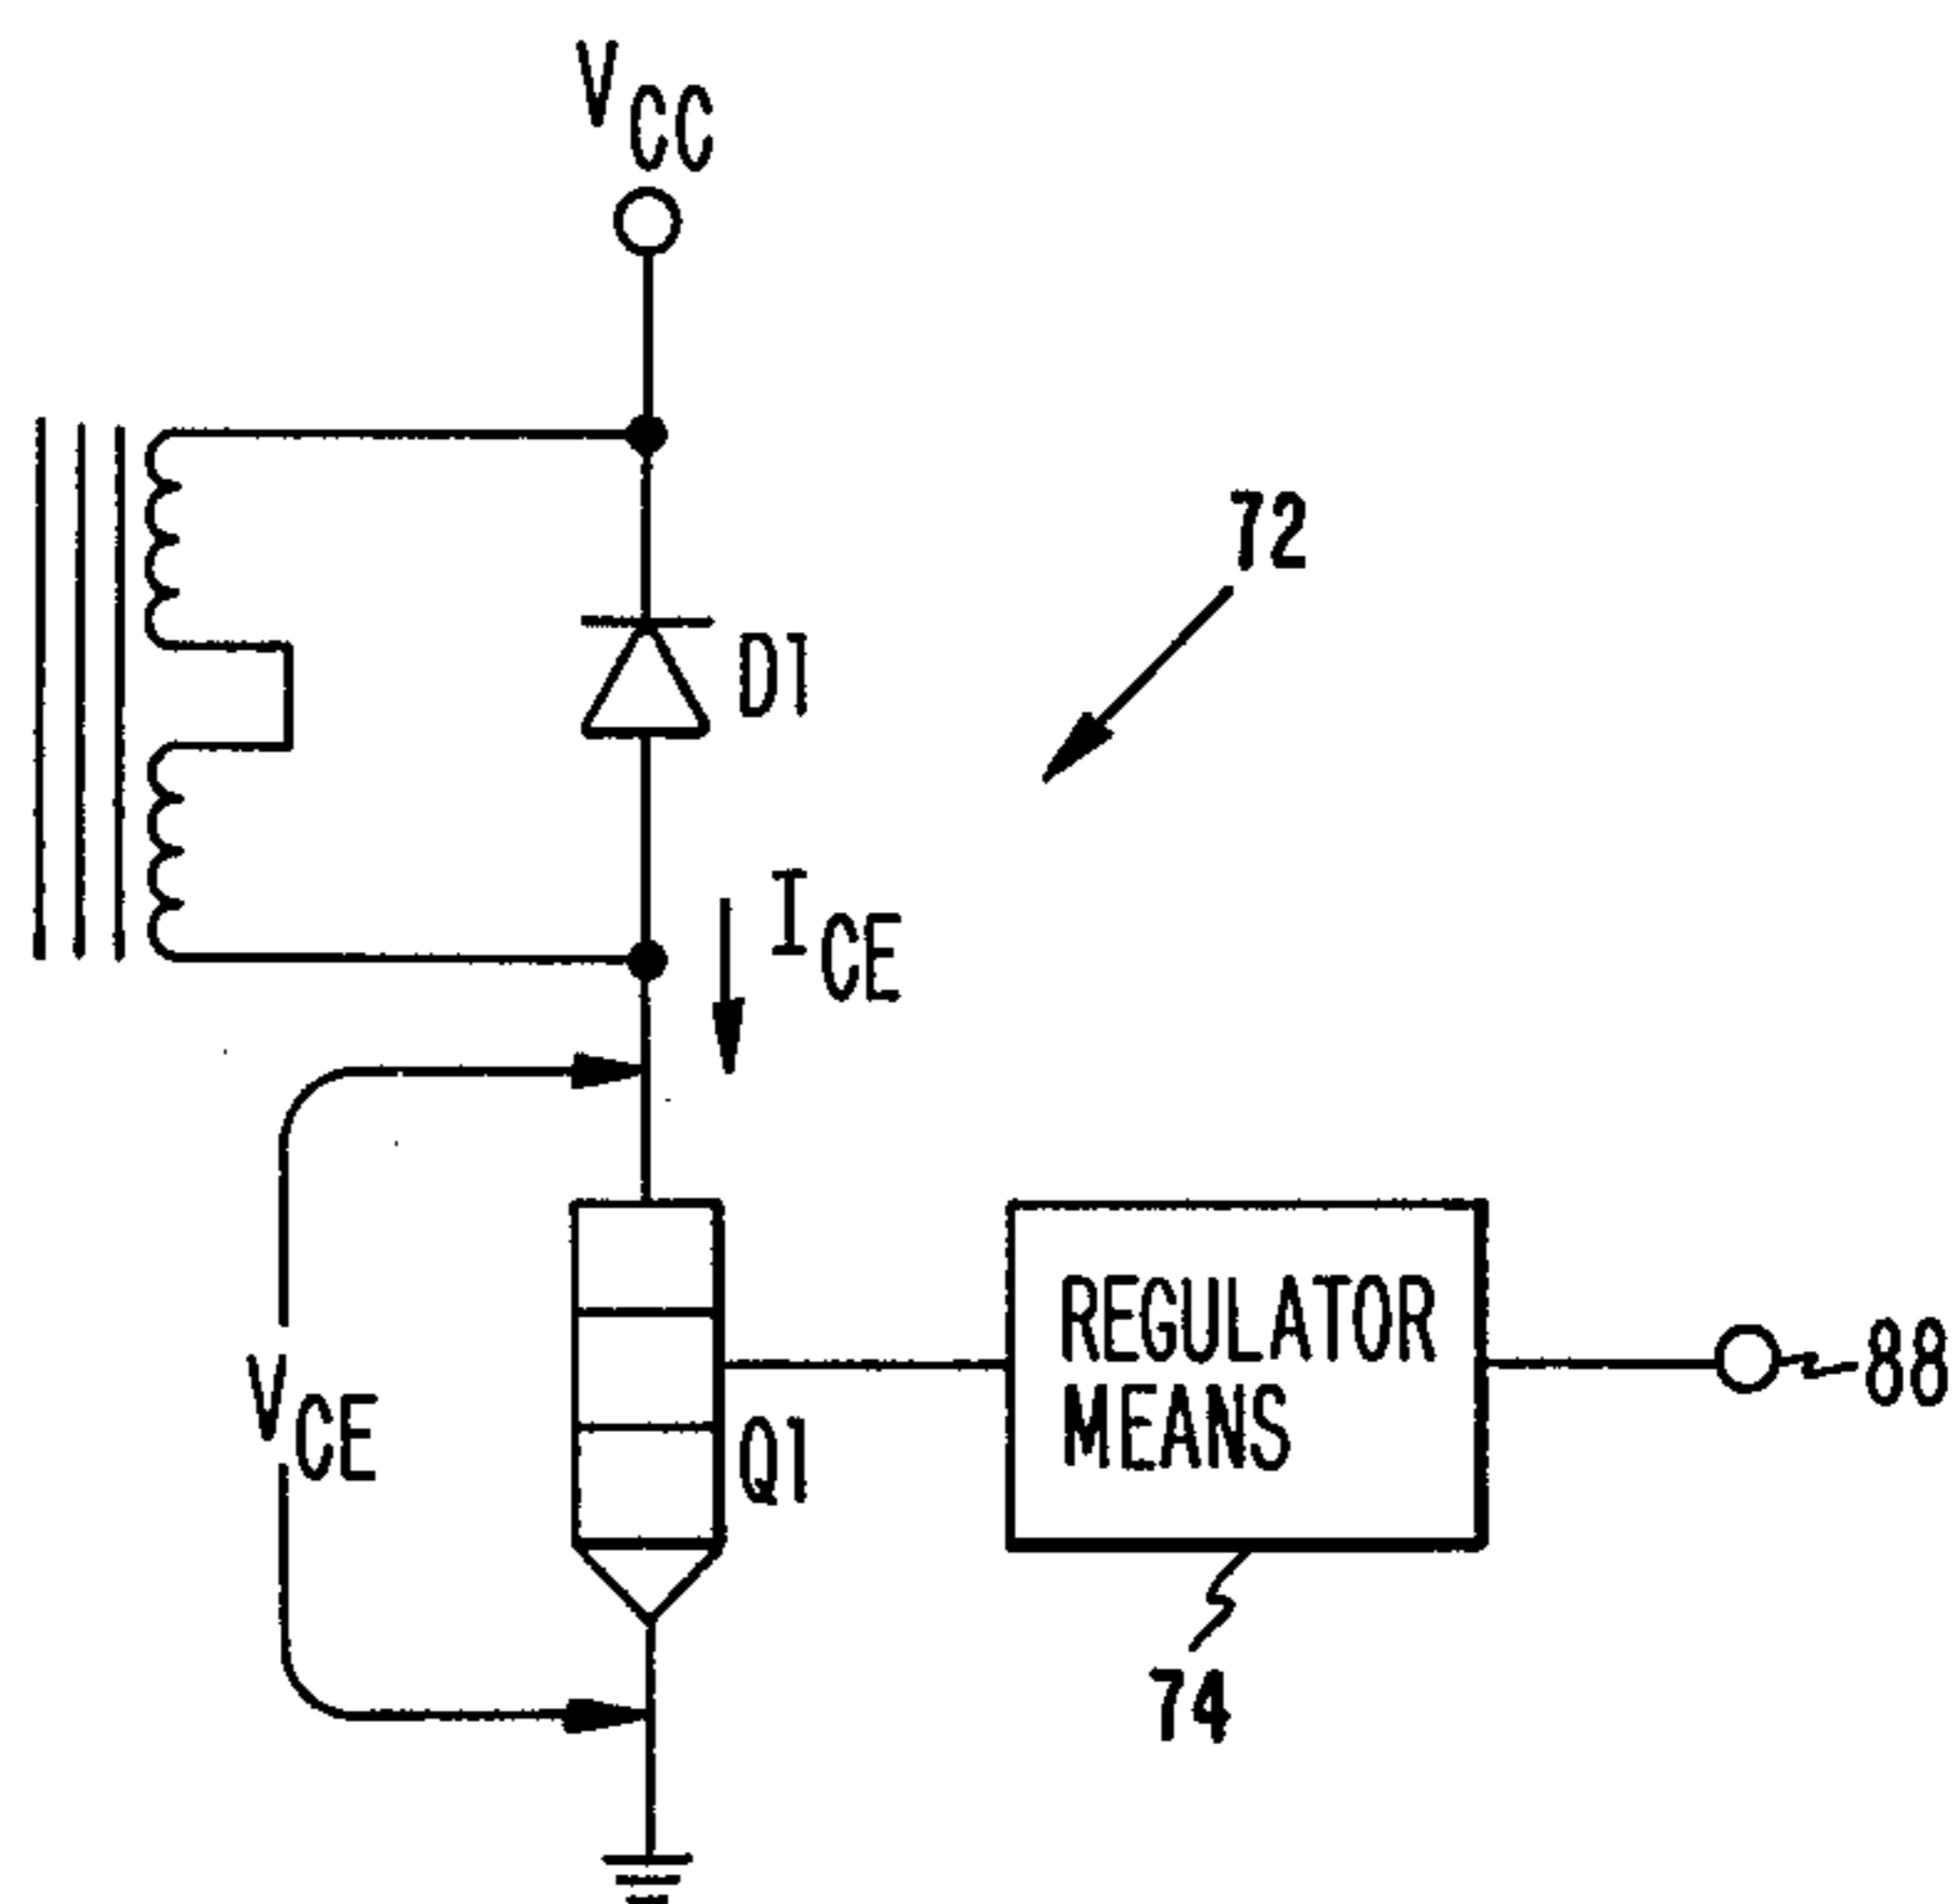 VCC
72
D1
ICE
VCE
Q1
REGULATOR
MEANS
88
74